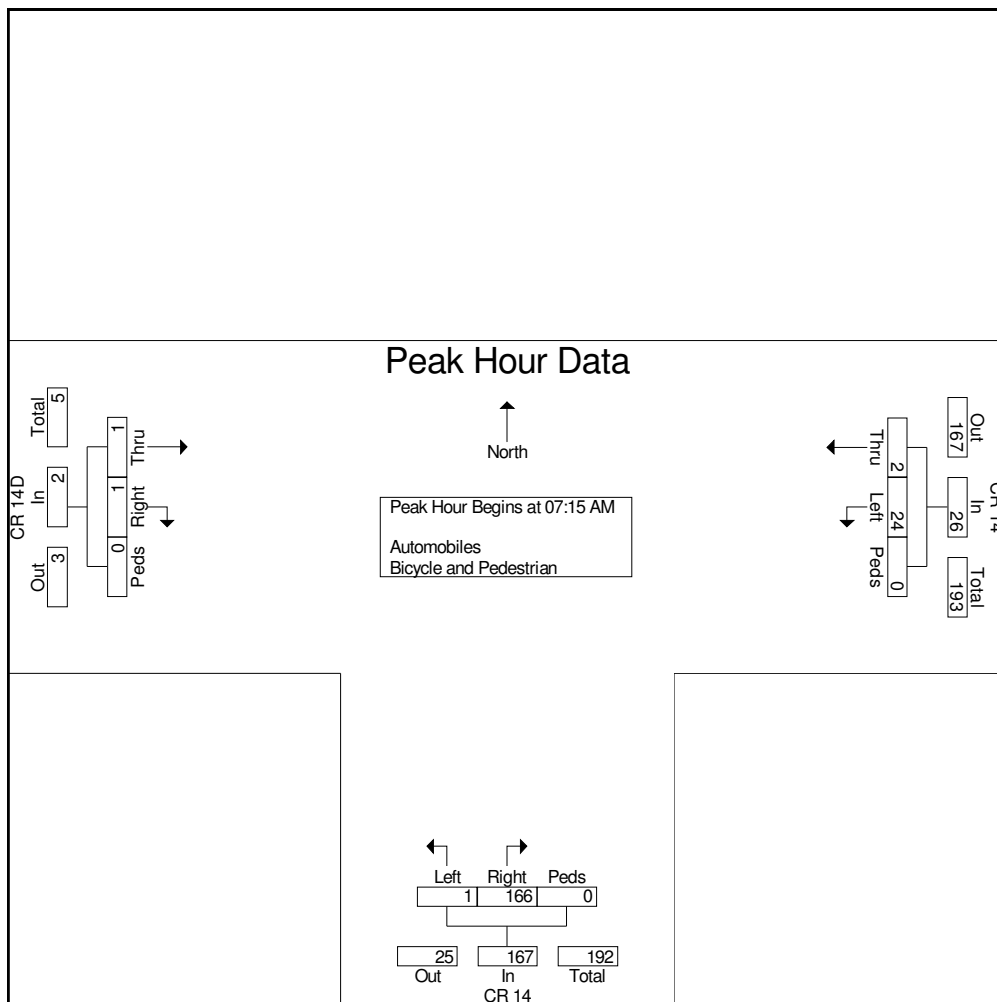 Peak Hour Data
North
Peak Hour Begins at 07:15 AM
Automobiles
Bicycle and Pedestrian
CR 14D
Total In Out
5 2 3
Thru Right Peds
1 1 0
CR 14
Out In Total
167 26 193
Thru Left Peds
2 24 0
Left Right Peds
1 166 0
25 167 192
Out In Total
CR 14